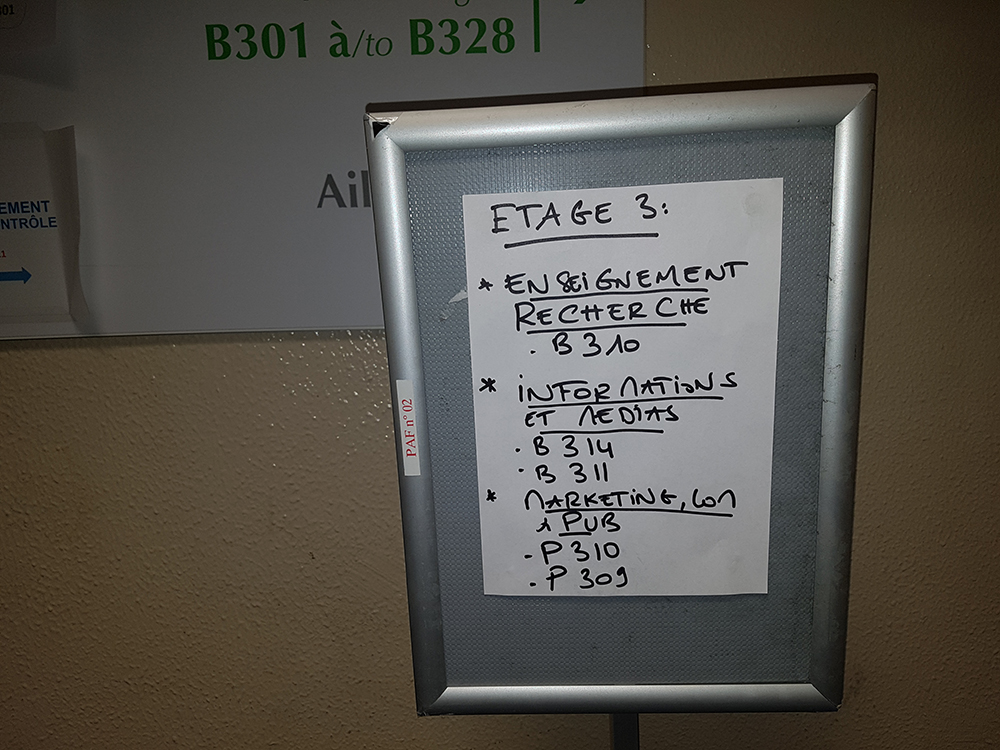 B301 à/to B328
Ail
EMENT
NTRÔLE
PAF n° 02
ETAGE 3:
* ENSEIGNEMENT
RECHERCHE
. B 310
* INFORMATIONS
ET MEDIAS
. B 314
. B 311
* MARKETING, COM
& PUB
- P 310
- P 309